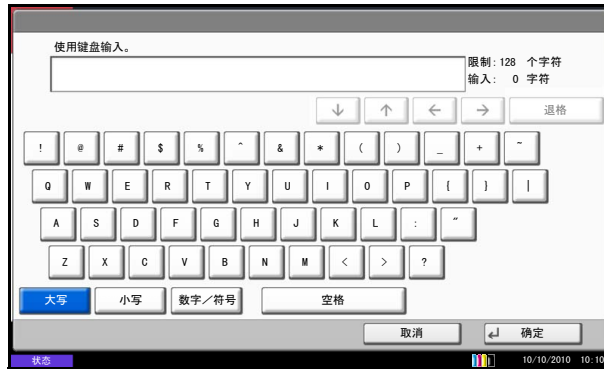 使用键盘输入。
限制: 128 个字符
输入: 0 字符
↓ ↑ ← → 退格
! @ # $ % ^ & * ( ) _ + ~
Q W E R T Y U I O P { } |
A S D F G H J K L : "
Z X C V B N M < > ?
大写 小写 数字／符号 空格
取消 确定
状态 10/10/2010 10:10